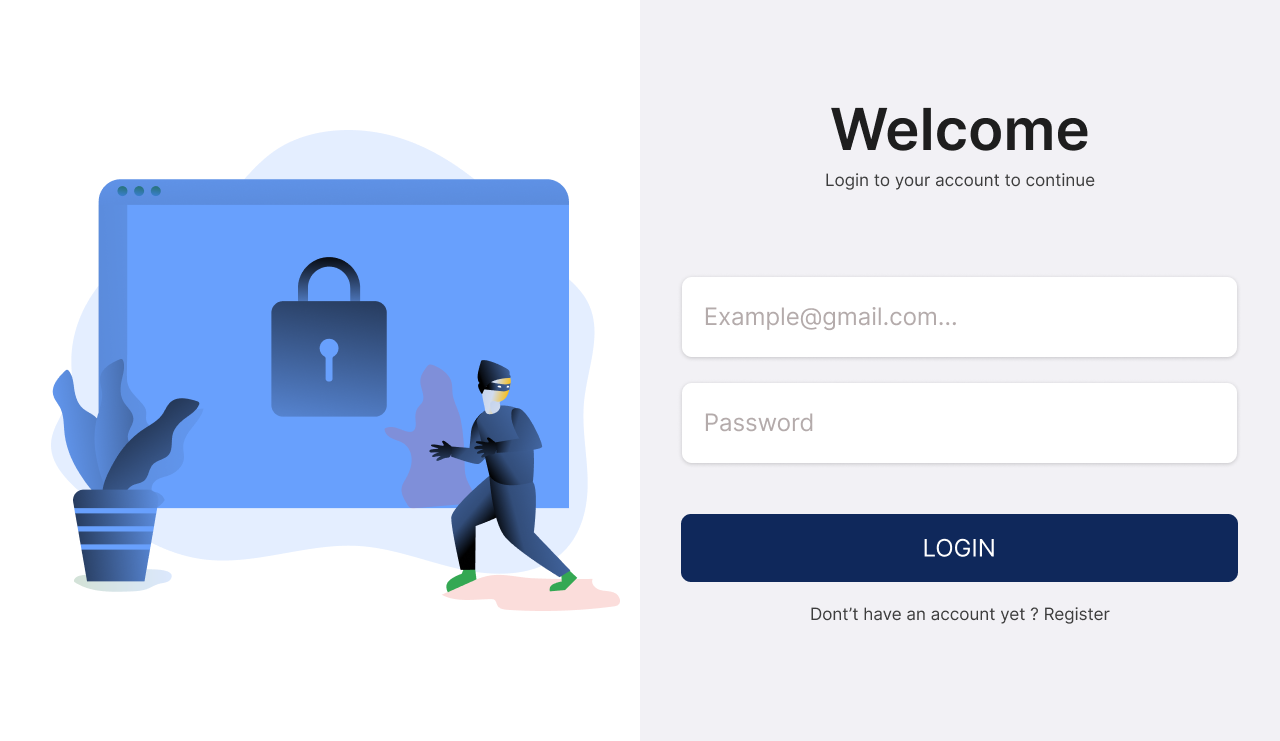 Welcome
Login to your account to continue
Example@gmail.com...
Password
LOGIN
Dont’t have an account yet ? Register